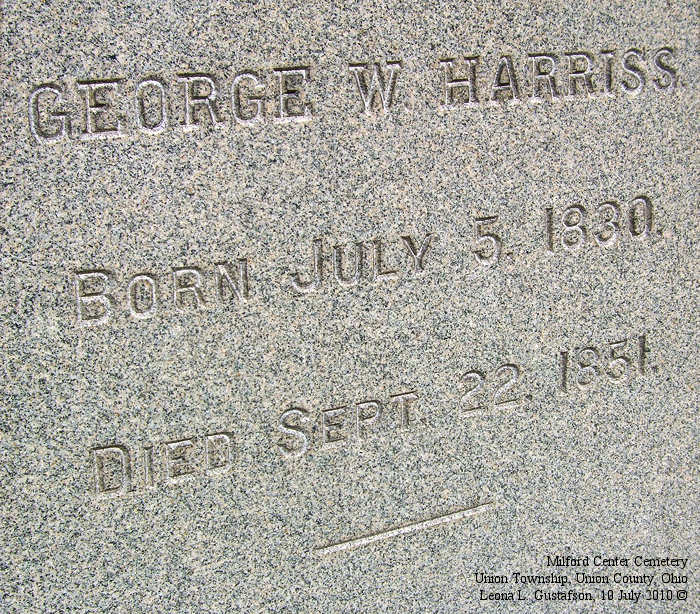 GEORGE W HARRISS.
BORN JULY 5. 1830.
DIED SEPT. 22. 1851.
Milford Center Cemetery
Union Township, Union County, Ohio
Leona L. Gustafson, 10 July 2010 ©